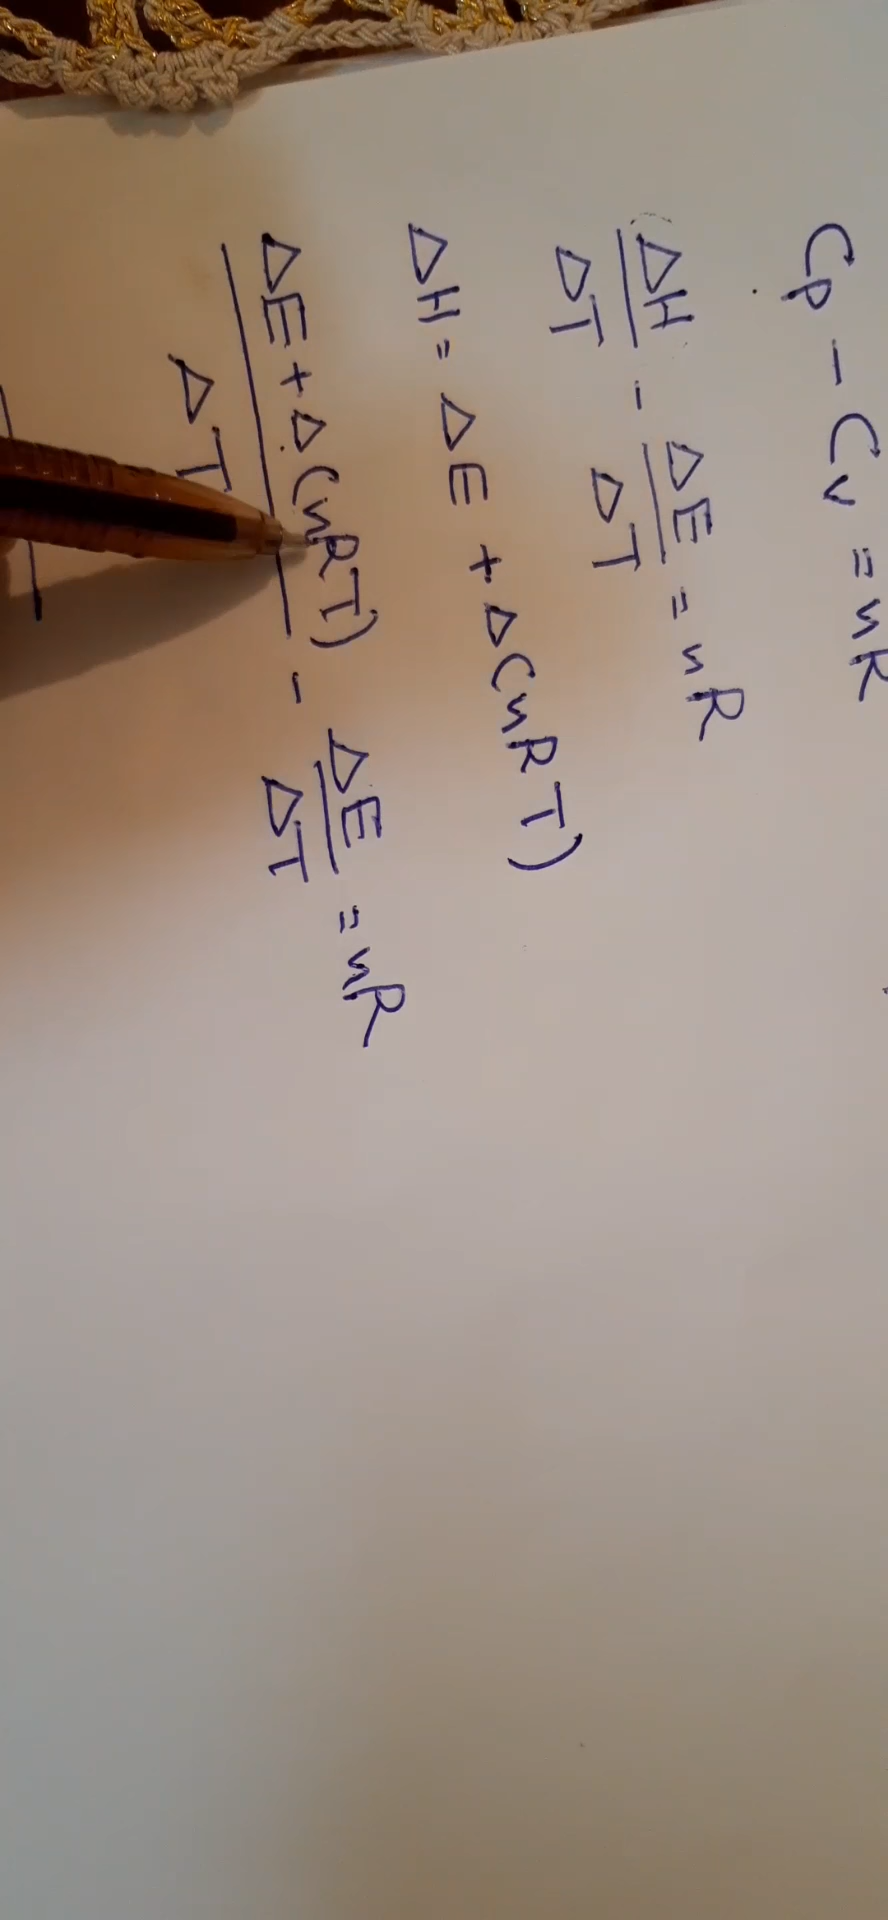 Cp - Cv = nR
ΔH/ΔT - ΔE/ΔT = nR
ΔH = ΔE + Δ(nRT)
ΔE + Δ(nRT)/ΔT - ΔE/ΔT = nR